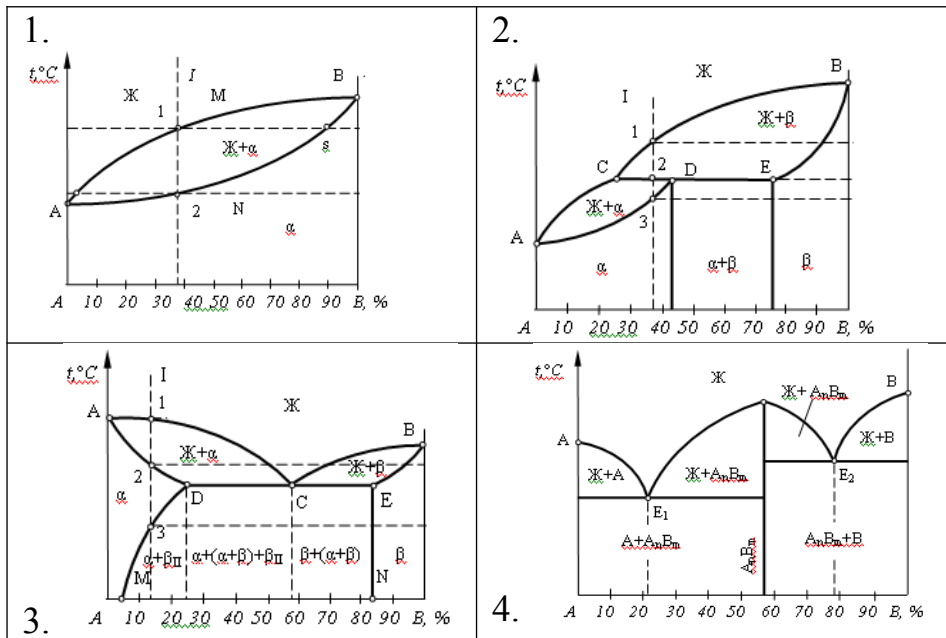 1.
t,°C
I
В
Ж
М
1
Ж+α
s
А
2
N
α
А 10 20 30 40 50 60 70 80 90 В, %
2.
t,°C
В
Ж
I
Ж+β
1
C
2
D
E
Ж+α
3
А
α
α+β
β
А 10 20 30 40 50 60 70 80 90 В, %
t,°C
I
1
Ж
А
В
Ж+α
Ж+β
2
α
D
C
E
3
α+βII
α+(α+β)+βII
β+(α+β)
β
М
N
А 10 20 30 40 50 60 70 80 90 В, %
3.
t,°C
Ж
Ж+ AnBm
В
А
Ж+В
Ж+А
Ж+AnBm
E2
E1
А+AnBm
AnBm
AnBm+В
А 10 20 30 40 50 60 70 80 90 В, %
4.